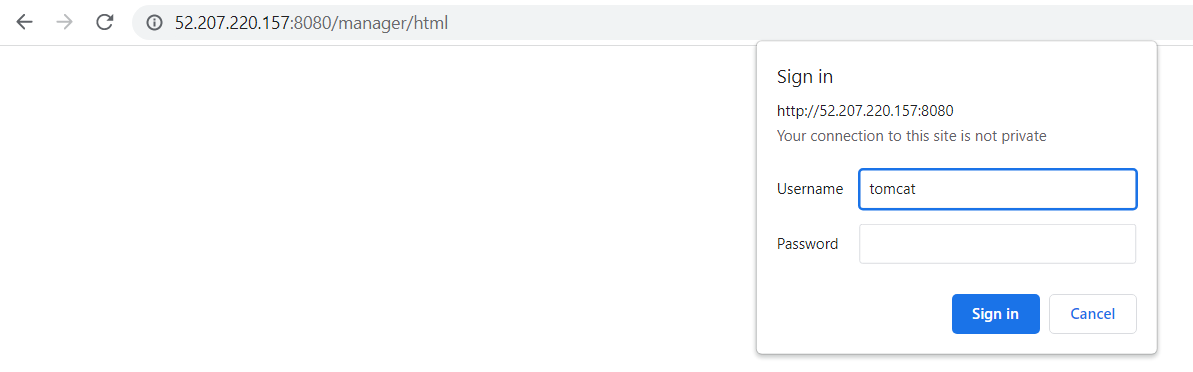 52.207.220.157:8080/manager/html
Sign in
http://52.207.220.157:8080
Your connection to this site is not private
Username tomcat
Password
Sign in Cancel